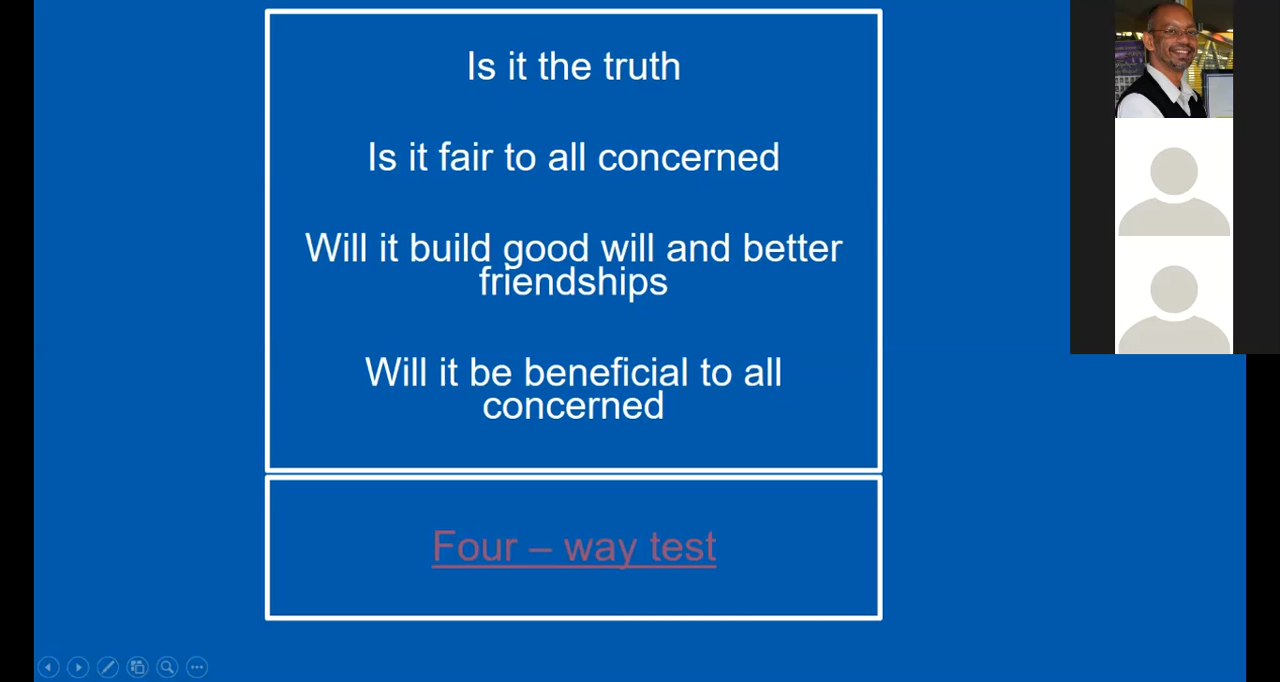 Is it the truth
Is it fair to all concerned
Will it build good will and better
friendships
Will it be beneficial to all
concerned
Four – way test